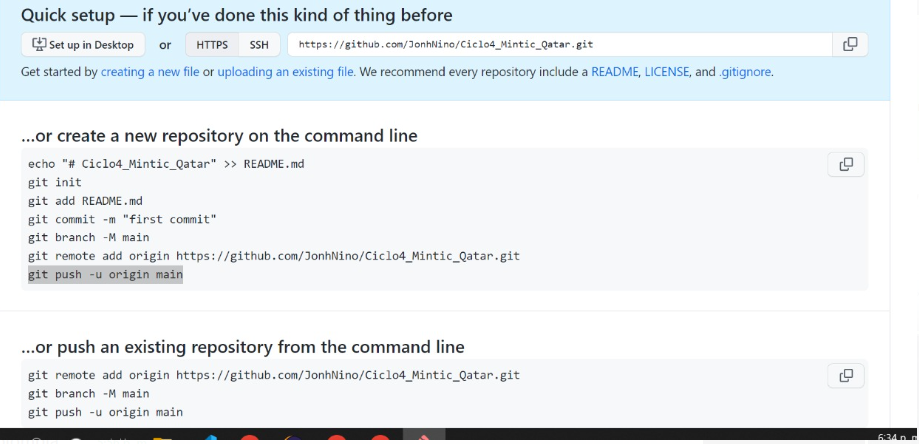 Quick setup — if you've done this kind of thing before
Set up in Desktop or HTTPS SSH https://github.com/JonhNino/Ciclo4_Mintic_Qatar.git
Get started by creating a new file or uploading an existing file. We recommend every repository include a README, LICENSE, and .gitignore.
...or create a new repository on the command line
echo "# Ciclo4_Mintic_Qatar" >> README.md
git init
git add README.md
git commit -m "first commit"
git branch -M main
git remote add origin https://github.com/JonhNino/Ciclo4_Mintic_Qatar.git
git push -u origin main
...or push an existing repository from the command line
git remote add origin https://github.com/JonhNino/Ciclo4_Mintic_Qatar.git
git branch -M main
git push -u origin main
6:34 p.